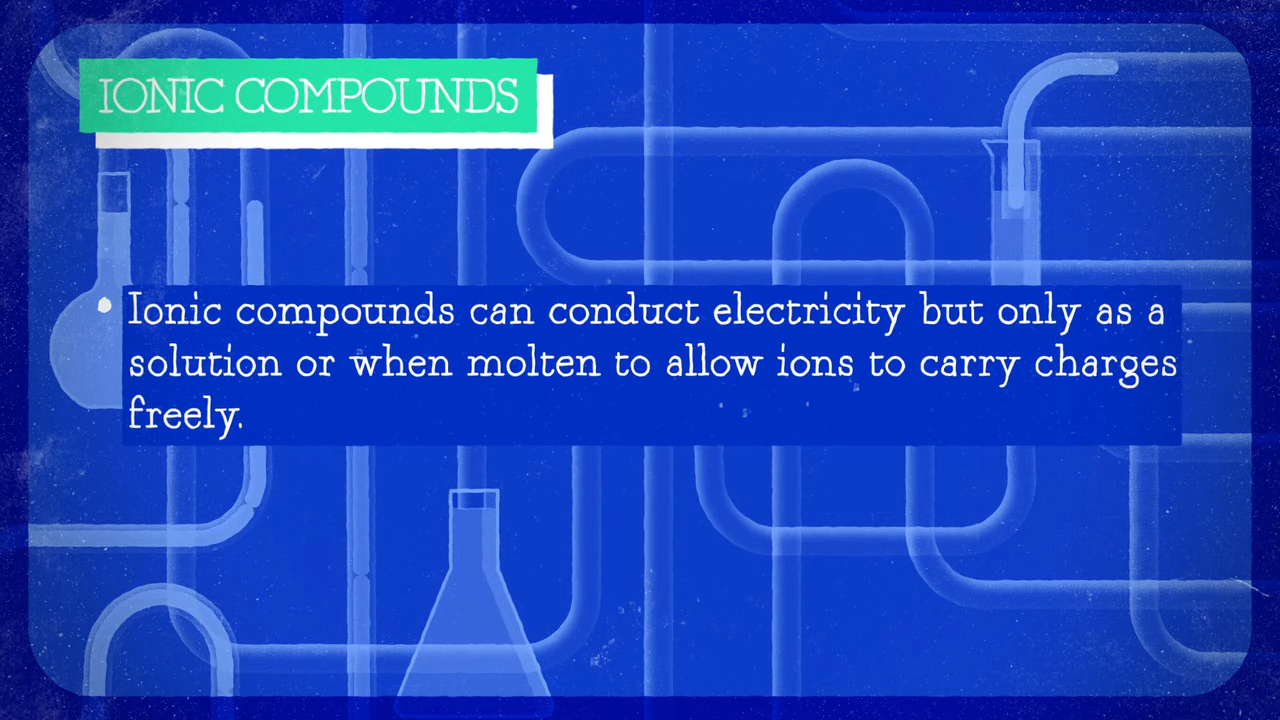 IONIC COMPOUNDS
• Ionic compounds can conduct electricity but only as a
solution or when molten to allow ions to carry charges
freely.